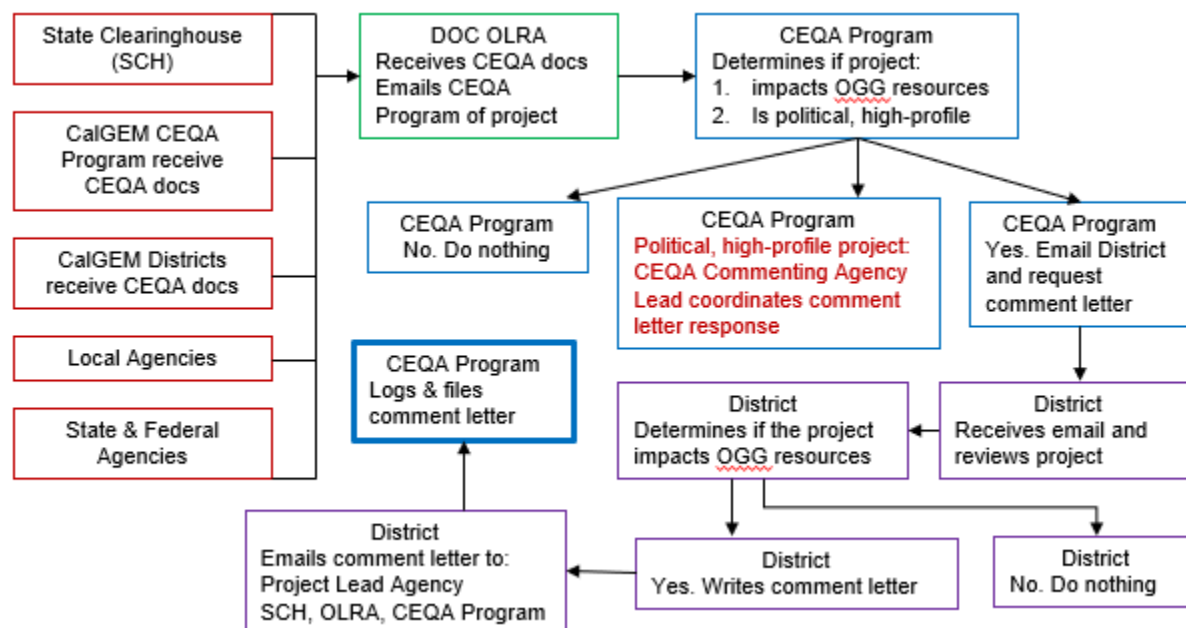 State Clearinghouse
(SCH)
CalGEM CEQA
Program receive
CEQA docs
CalGEM Districts
receive CEQA docs
Local Agencies
State & Federal
Agencies
DOC OLRA
Receives CEQA docs
Emails CEQA
Program of project
CEQA Program
Determines if project:
1. impacts OGG resources
2. Is political, high-profile
CEQA Program
No. Do nothing
CEQA Program
Political, high-profile project:
CEQA Commenting Agency
Lead coordinates comment
letter response
CEQA Program
Yes. Email District
and request
comment letter
CEQA Program
Logs & files
comment letter
District
Determines if the project
impacts OGG resources
District
Receives email and
reviews project
District
Emails comment letter to:
Project Lead Agency
SCH, OLRA, CEQA Program
District
Yes. Writes comment letter
District
No. Do nothing